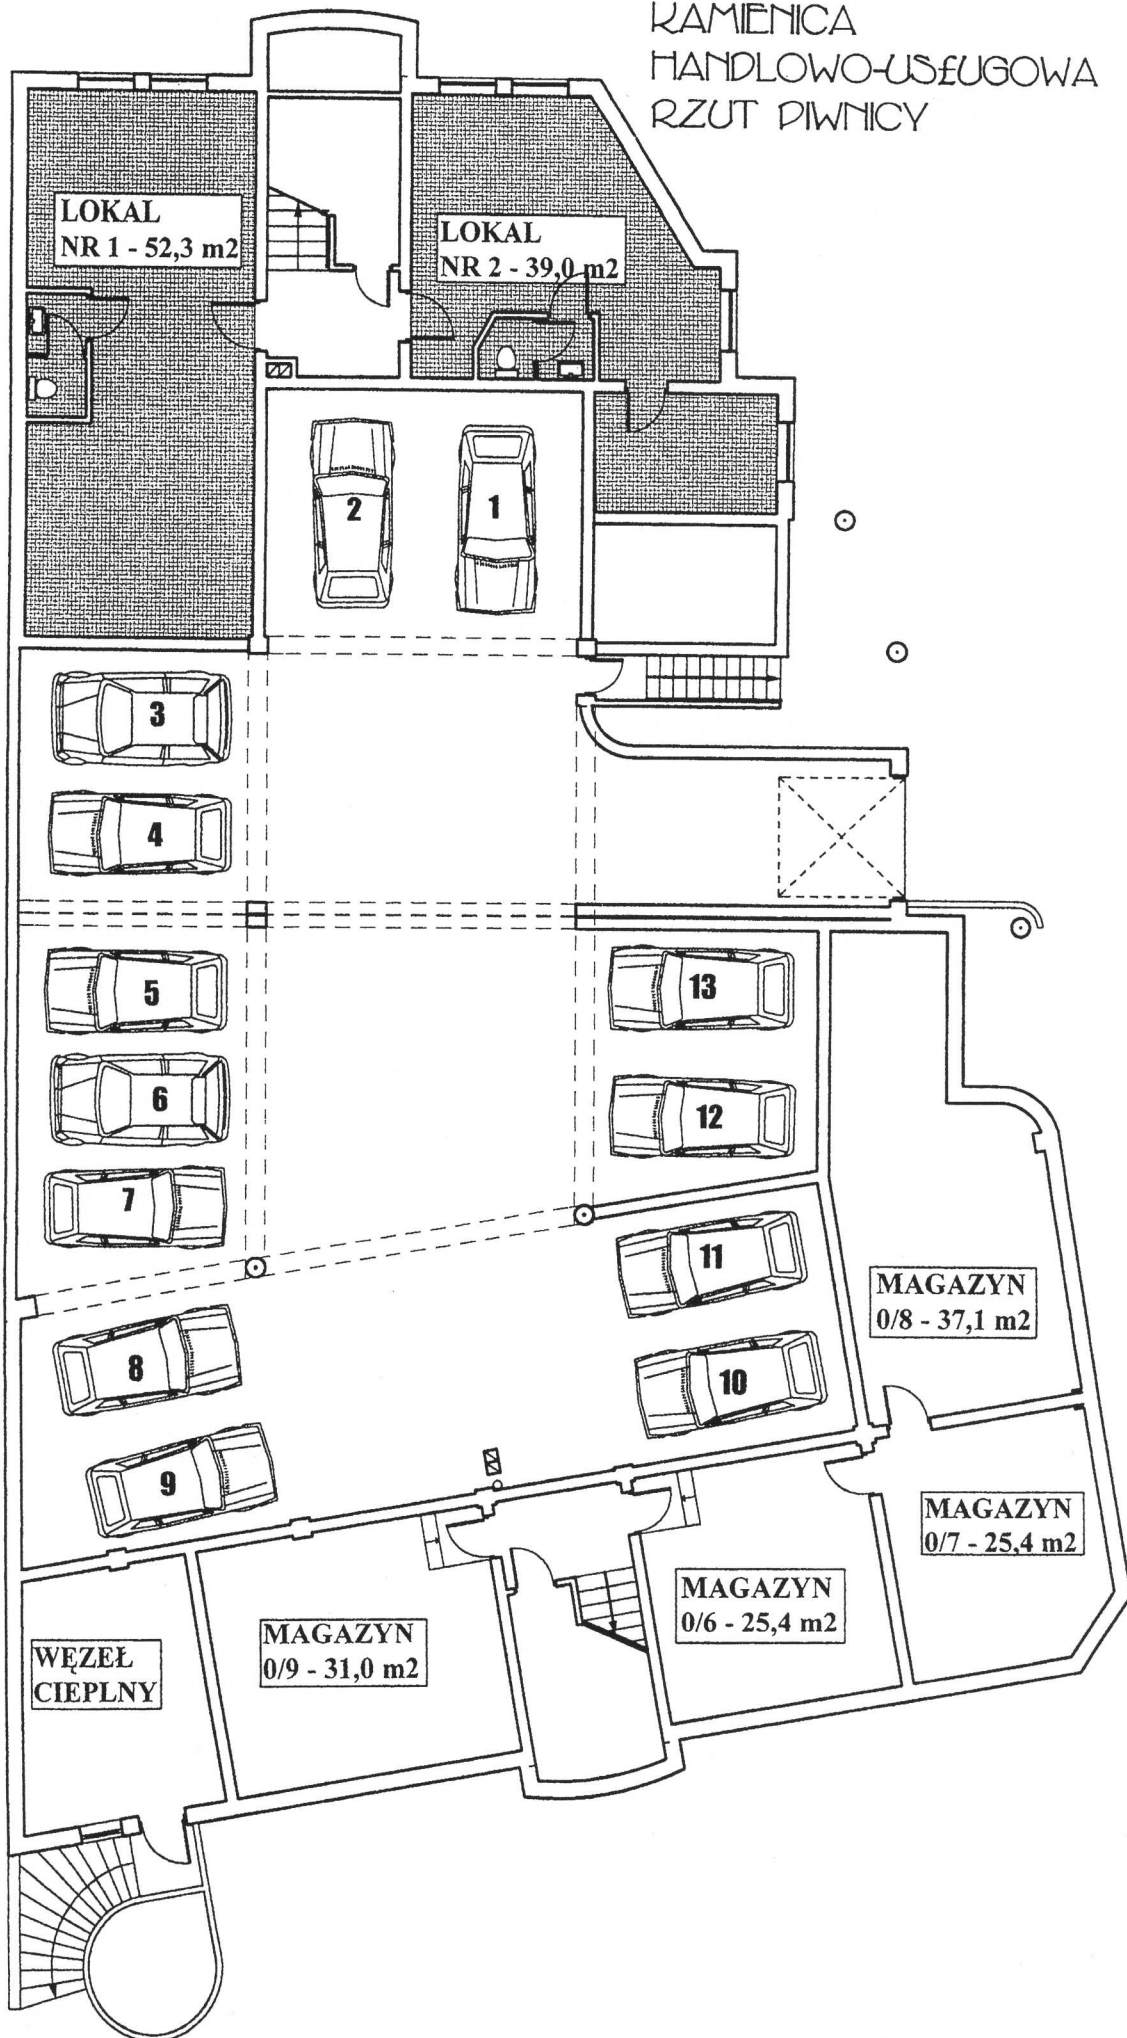 KAMIENICA
HANDLOWO-USŁUGOWA
RZUT PIWNICY
LOKAL
NR 1 - 52,3 m2
LOKAL
NR 2 - 39,0 m2
2
1
3
4
5
13
6
12
7
11
8
10
9
MAGAZYN
0/8 - 37,1 m2
MAGAZYN
0/7 - 25,4 m2
MAGAZYN
0/6 - 25,4 m2
MAGAZYN
0/9 - 31,0 m2
WĘZEŁ
CIEPLNY